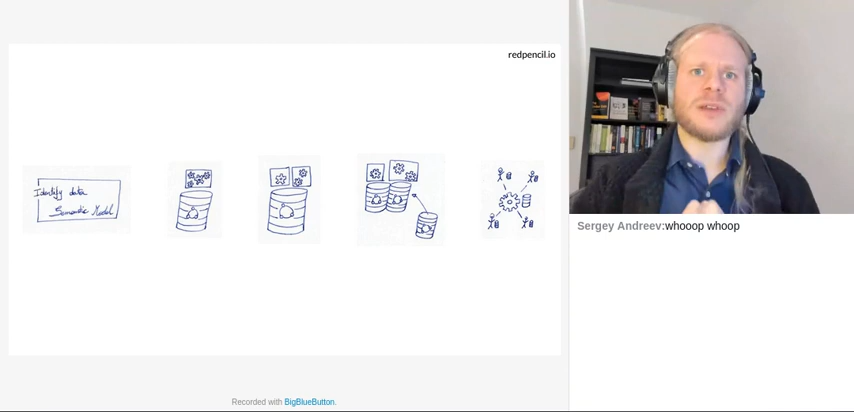 redpencil.io
Identify data
Semantic Model
Sergey Andreev:whooop whoop
Recorded with BigBlueButton.